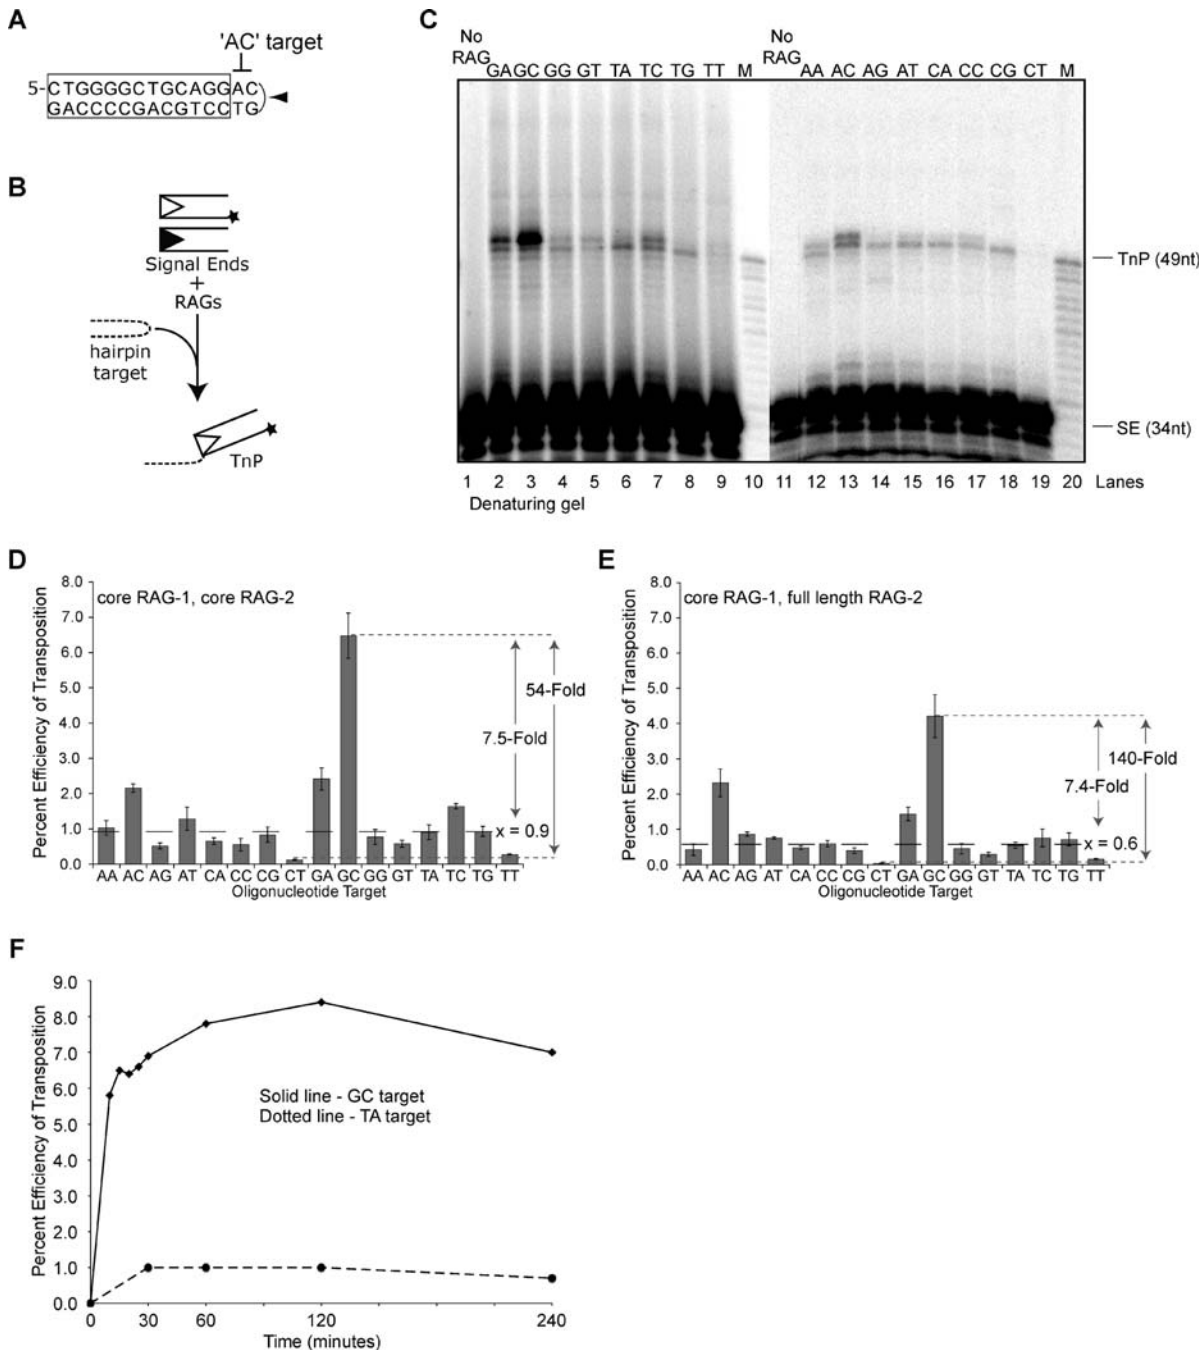 A
'AC' target
5-CTGGGGCTGCAGGAC
GACCCCGACGTCCTG
B
Signal Ends
+
RAGs
hairpin
target
TnP
C
No RAG GA GC GG GT TA TC TG TT M No RAG AA AC AG AT CA CC CG CT M
TnP (49nt)
SE (34nt)
1 2 3 4 5 6 7 8 9 10 11 12 13 14 15 16 17 18 19 20 Lanes
Denaturing gel
D
core RAG-1, core RAG-2
Percent Efficiency of Transposition
8.0
7.0
6.0
5.0
4.0
3.0
2.0
1.0
0.0
54-Fold
7.5-Fold
x = 0.9
AA AC AG AT CA CC CG CT GA GC GG GT TA TC TG TT
Oligonucleotide Target
E
core RAG-1, full length RAG-2
Percent Efficiency of Transposition
8.0
7.0
6.0
5.0
4.0
3.0
2.0
1.0
0.0
140-Fold
7.4-Fold
x = 0.6
AA AC AG AT CA CC CG CT GA GC GG GT TA TC TG TT
Oligonucleotide Target
F
Percent Efficiency of Transposition
9.0
8.0
7.0
6.0
5.0
4.0
3.0
2.0
1.0
0.0
Solid line - GC target
Dotted line - TA target
0 30 60 120 240
Time (minutes)